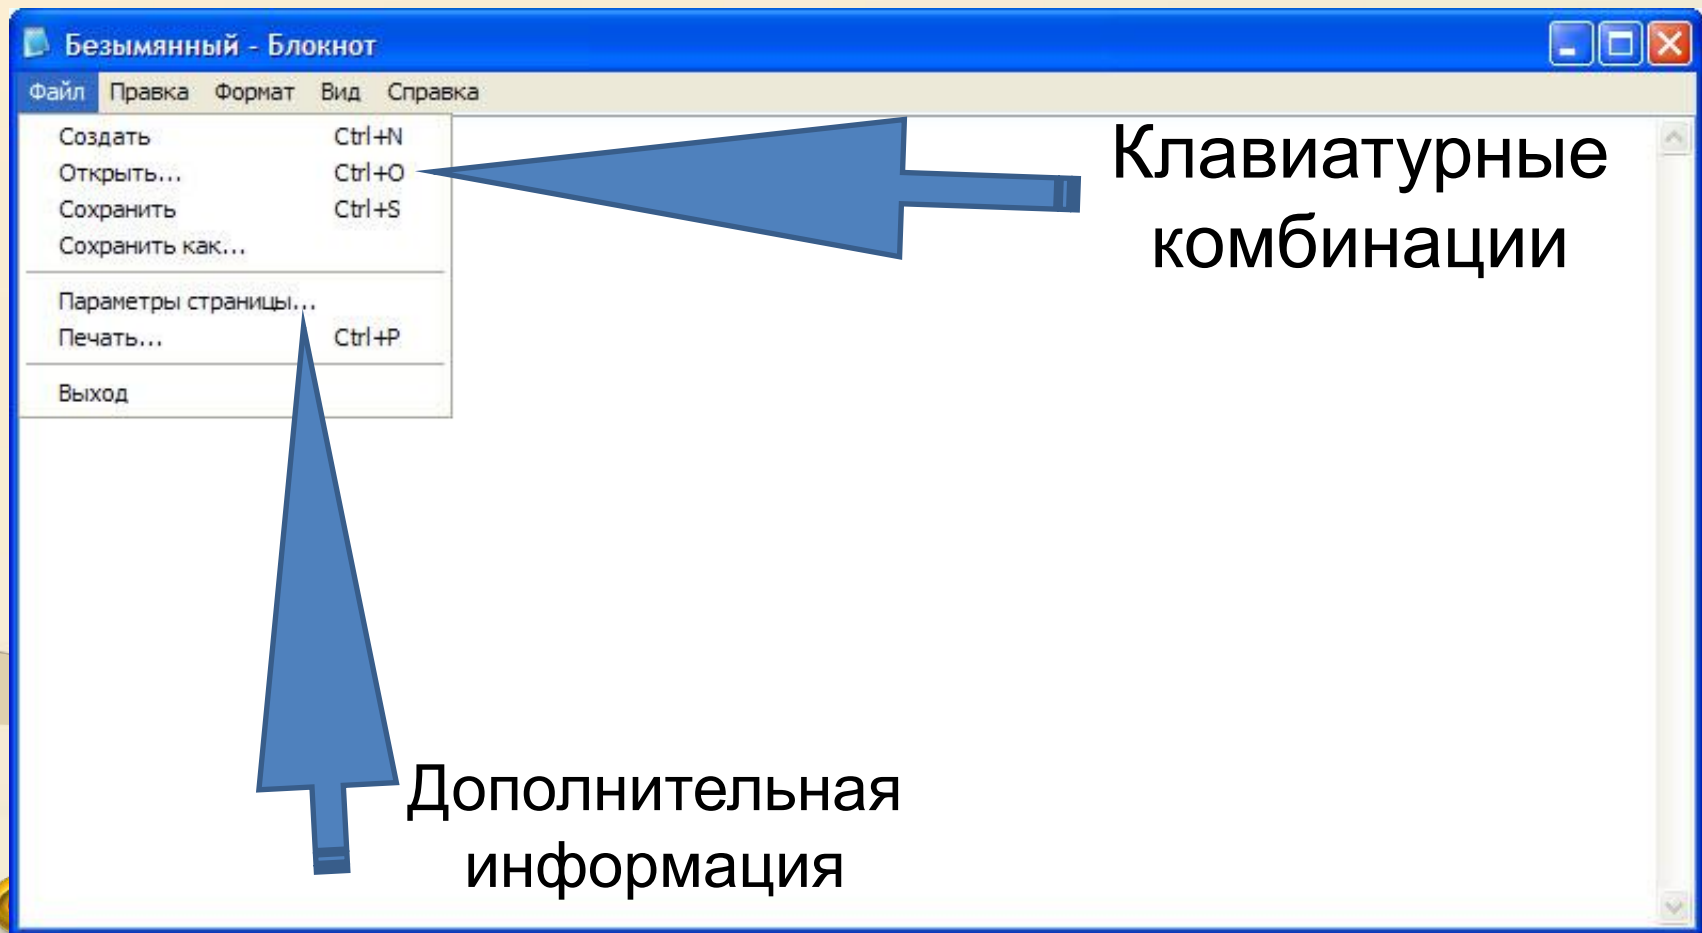 Безымянный - Блокнот
Файл Правка Формат Вид Справка
Создать Ctrl+N
Открыть... Ctrl+O
Сохранить Ctrl+S
Сохранить как...
Параметры страницы...
Печать... Ctrl+P
Выход
Клавиатурные
комбинации
Дополнительная
информация